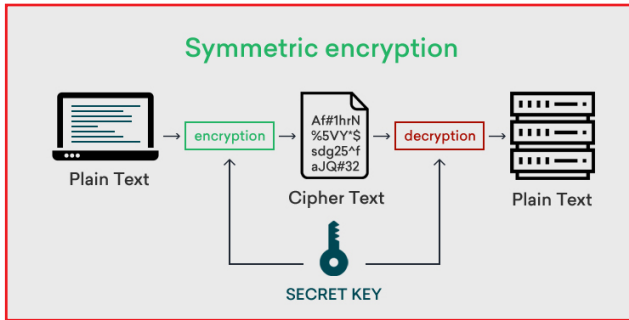 Symmetric encryption
encryption
decryption
Af#1hrN
%5VY*$
sdg25^f
aJQ#32
Plain Text
Cipher Text
Plain Text
SECRET KEY